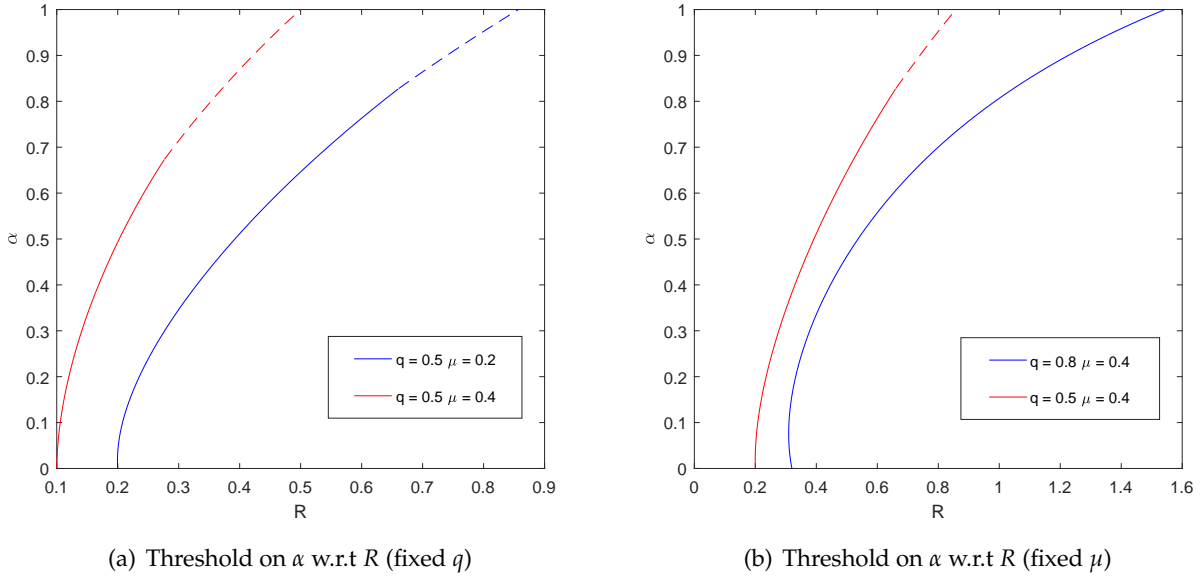 1
0.9
0.8
0.7
0.6
0.5
0.4
0.3
0.2
0.1
0
α
0.1 0.2 0.3 0.4 0.5 0.6 0.7 0.8 0.9
R
q = 0.5 μ = 0.2
q = 0.5 μ = 0.4
(a) Threshold on α w.r.t R (fixed q)
1
0.9
0.8
0.7
0.6
0.5
0.4
0.3
0.2
0.1
0
α
0 0.2 0.4 0.6 0.8 1 1.2 1.4 1.6
R
q = 0.8 μ = 0.4
q = 0.5 μ = 0.4
(b) Threshold on α w.r.t R (fixed μ)